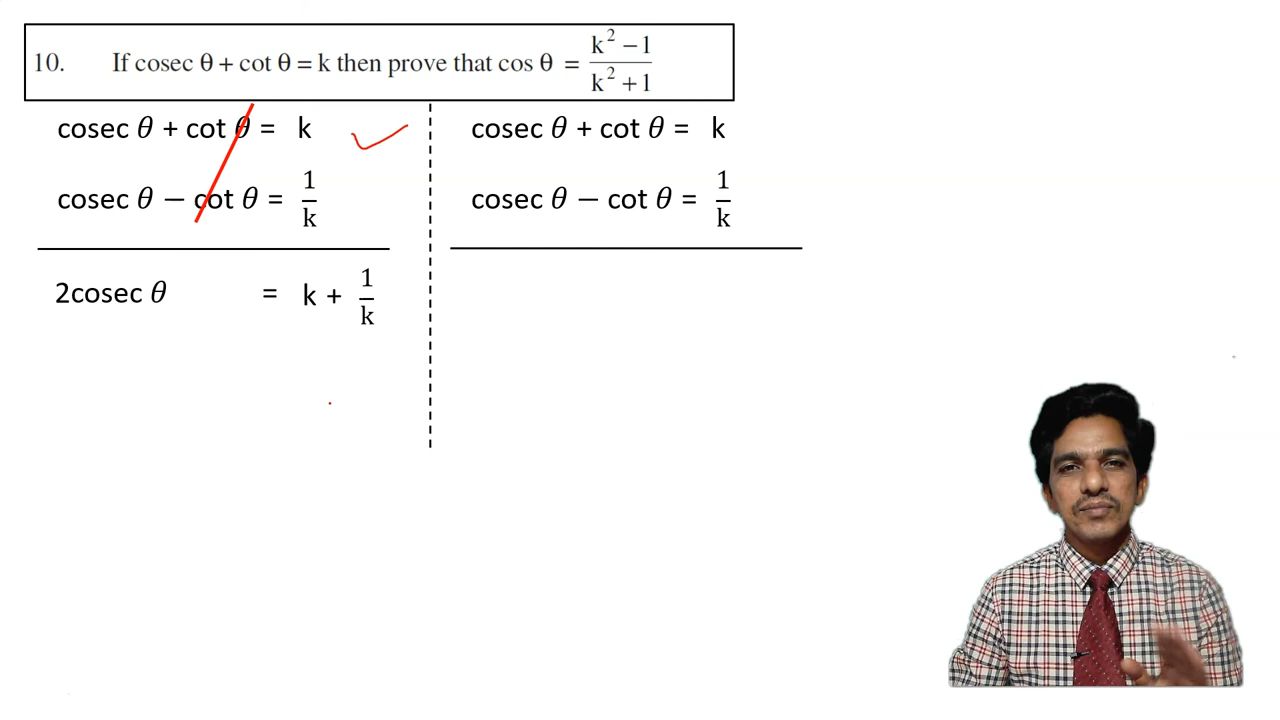 10. If cosec θ + cot θ = k then prove that cos θ = (k² − 1)/(k² + 1)
cosec θ + cot θ = k
cosec θ − cot θ = 1/k
2cosec θ = k + 1/k
cosec θ + cot θ = k
cosec θ − cot θ = 1/k